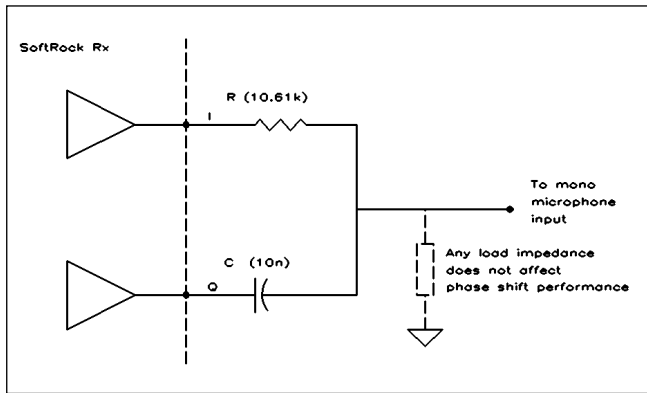 SoftRock Rx
R (10.61k)
I
To mono
microphone
input
C (10n)
Q
Any load impedance
does not affect
phase shift performance